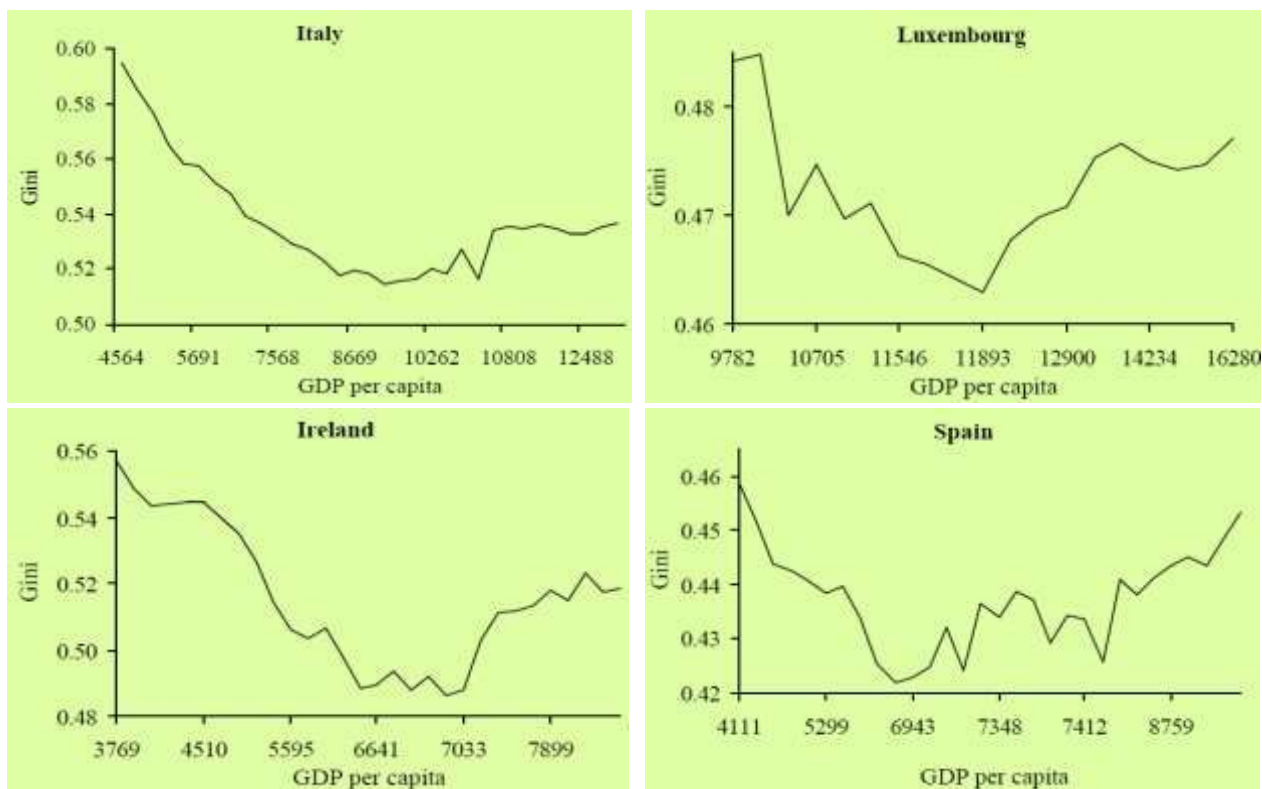 Italy
0.60
0.58
0.56
0.54
0.52
0.50
Gini
4564 5691 7568 8669 10262 10808 12488
GDP per capita
Luxembourg
0.48
0.47
0.46
Gini
9782 10705 11546 11893 12900 14234 16280
GDP per capita
Ireland
0.56
0.54
0.52
0.50
0.48
Gini
3769 4510 5595 6641 7033 7899
GDP per capita
Spain
0.46
0.45
0.44
0.43
0.42
Gini
4111 5299 6943 7348 7412 8759
GDP per capita